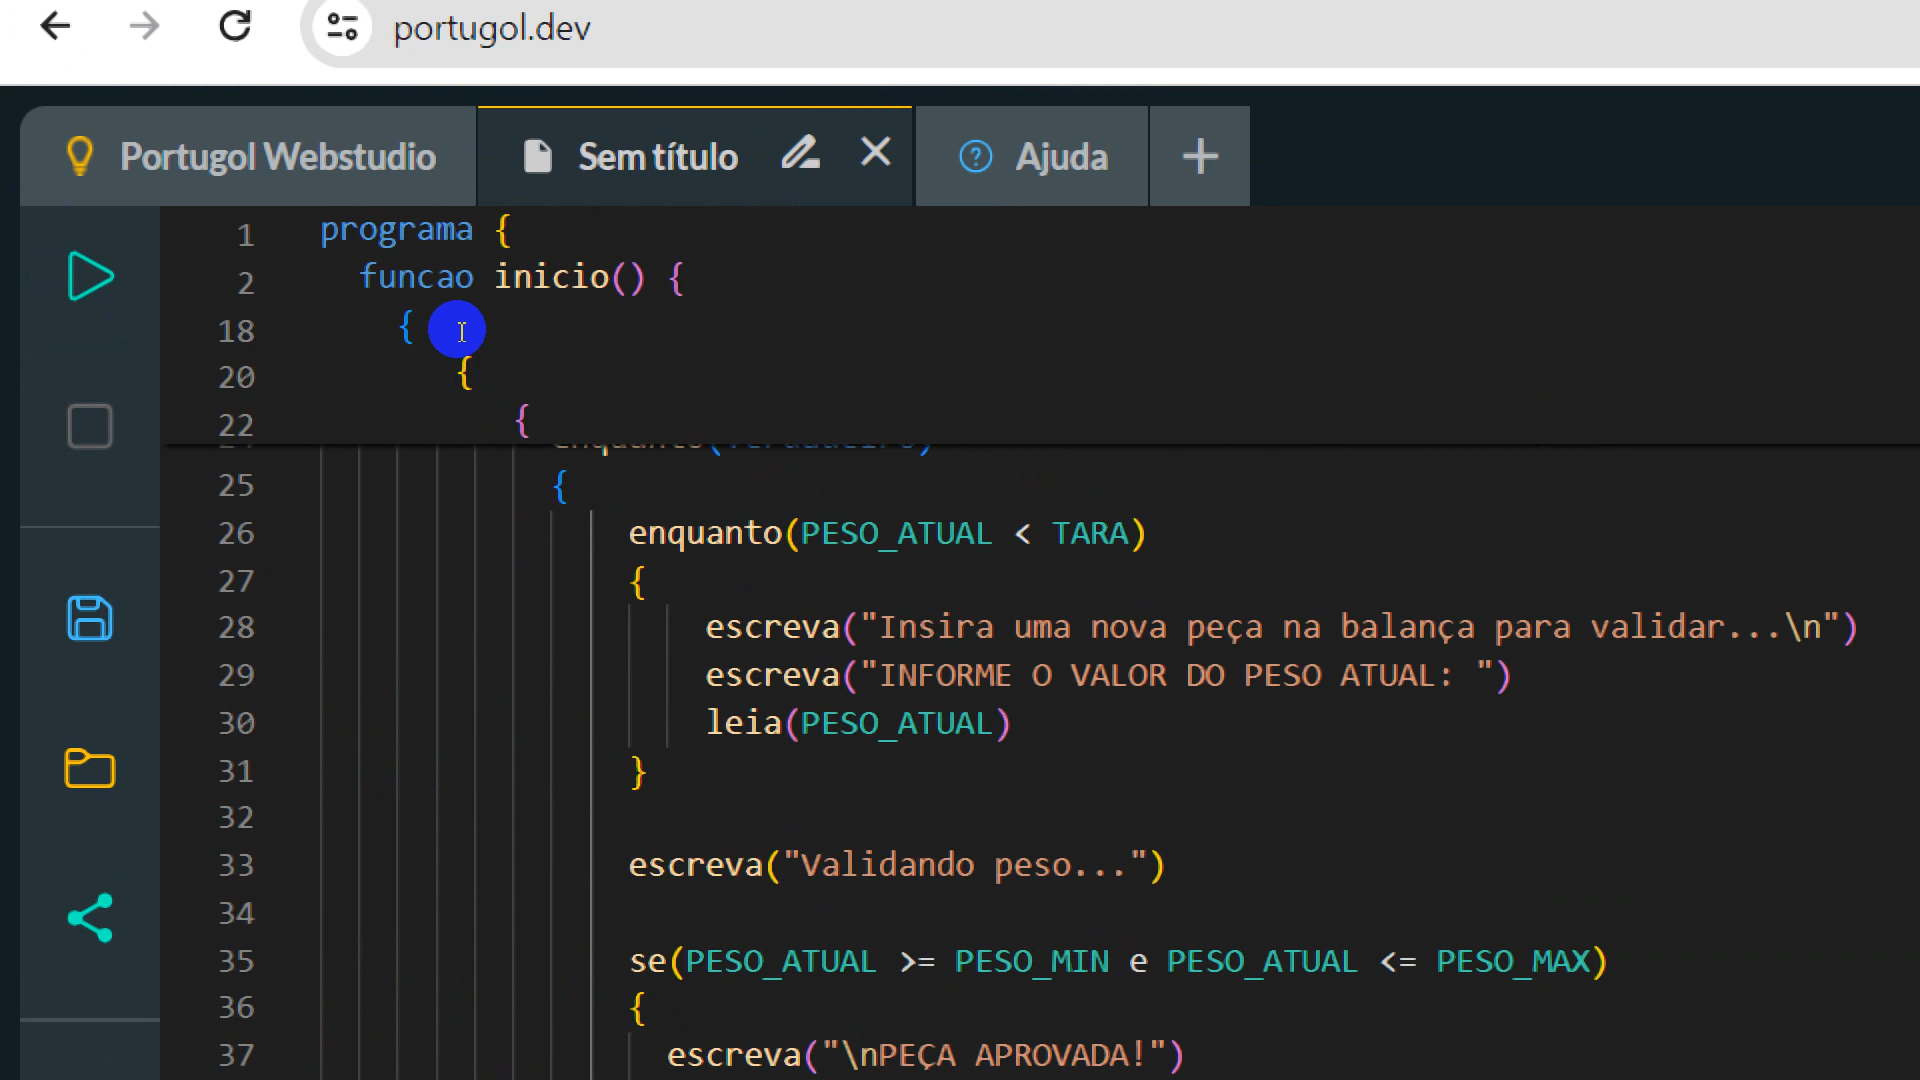 portugol.dev
Portugol Webstudio
Sem título
Ajuda
1 programa {
2 funcao inicio() {
18 {
20 {
22 {
25 {
26 enquanto(PESO_ATUAL < TARA)
27 {
28 escreva("Insira uma nova peça na balança para validar...\n")
29 escreva("INFORME O VALOR DO PESO ATUAL: ")
30 leia(PESO_ATUAL)
31 }
32
33 escreva("Validando peso...")
34
35 se(PESO_ATUAL >= PESO_MIN e PESO_ATUAL <= PESO_MAX)
36 {
37 escreva("\nPEÇA APROVADA!")